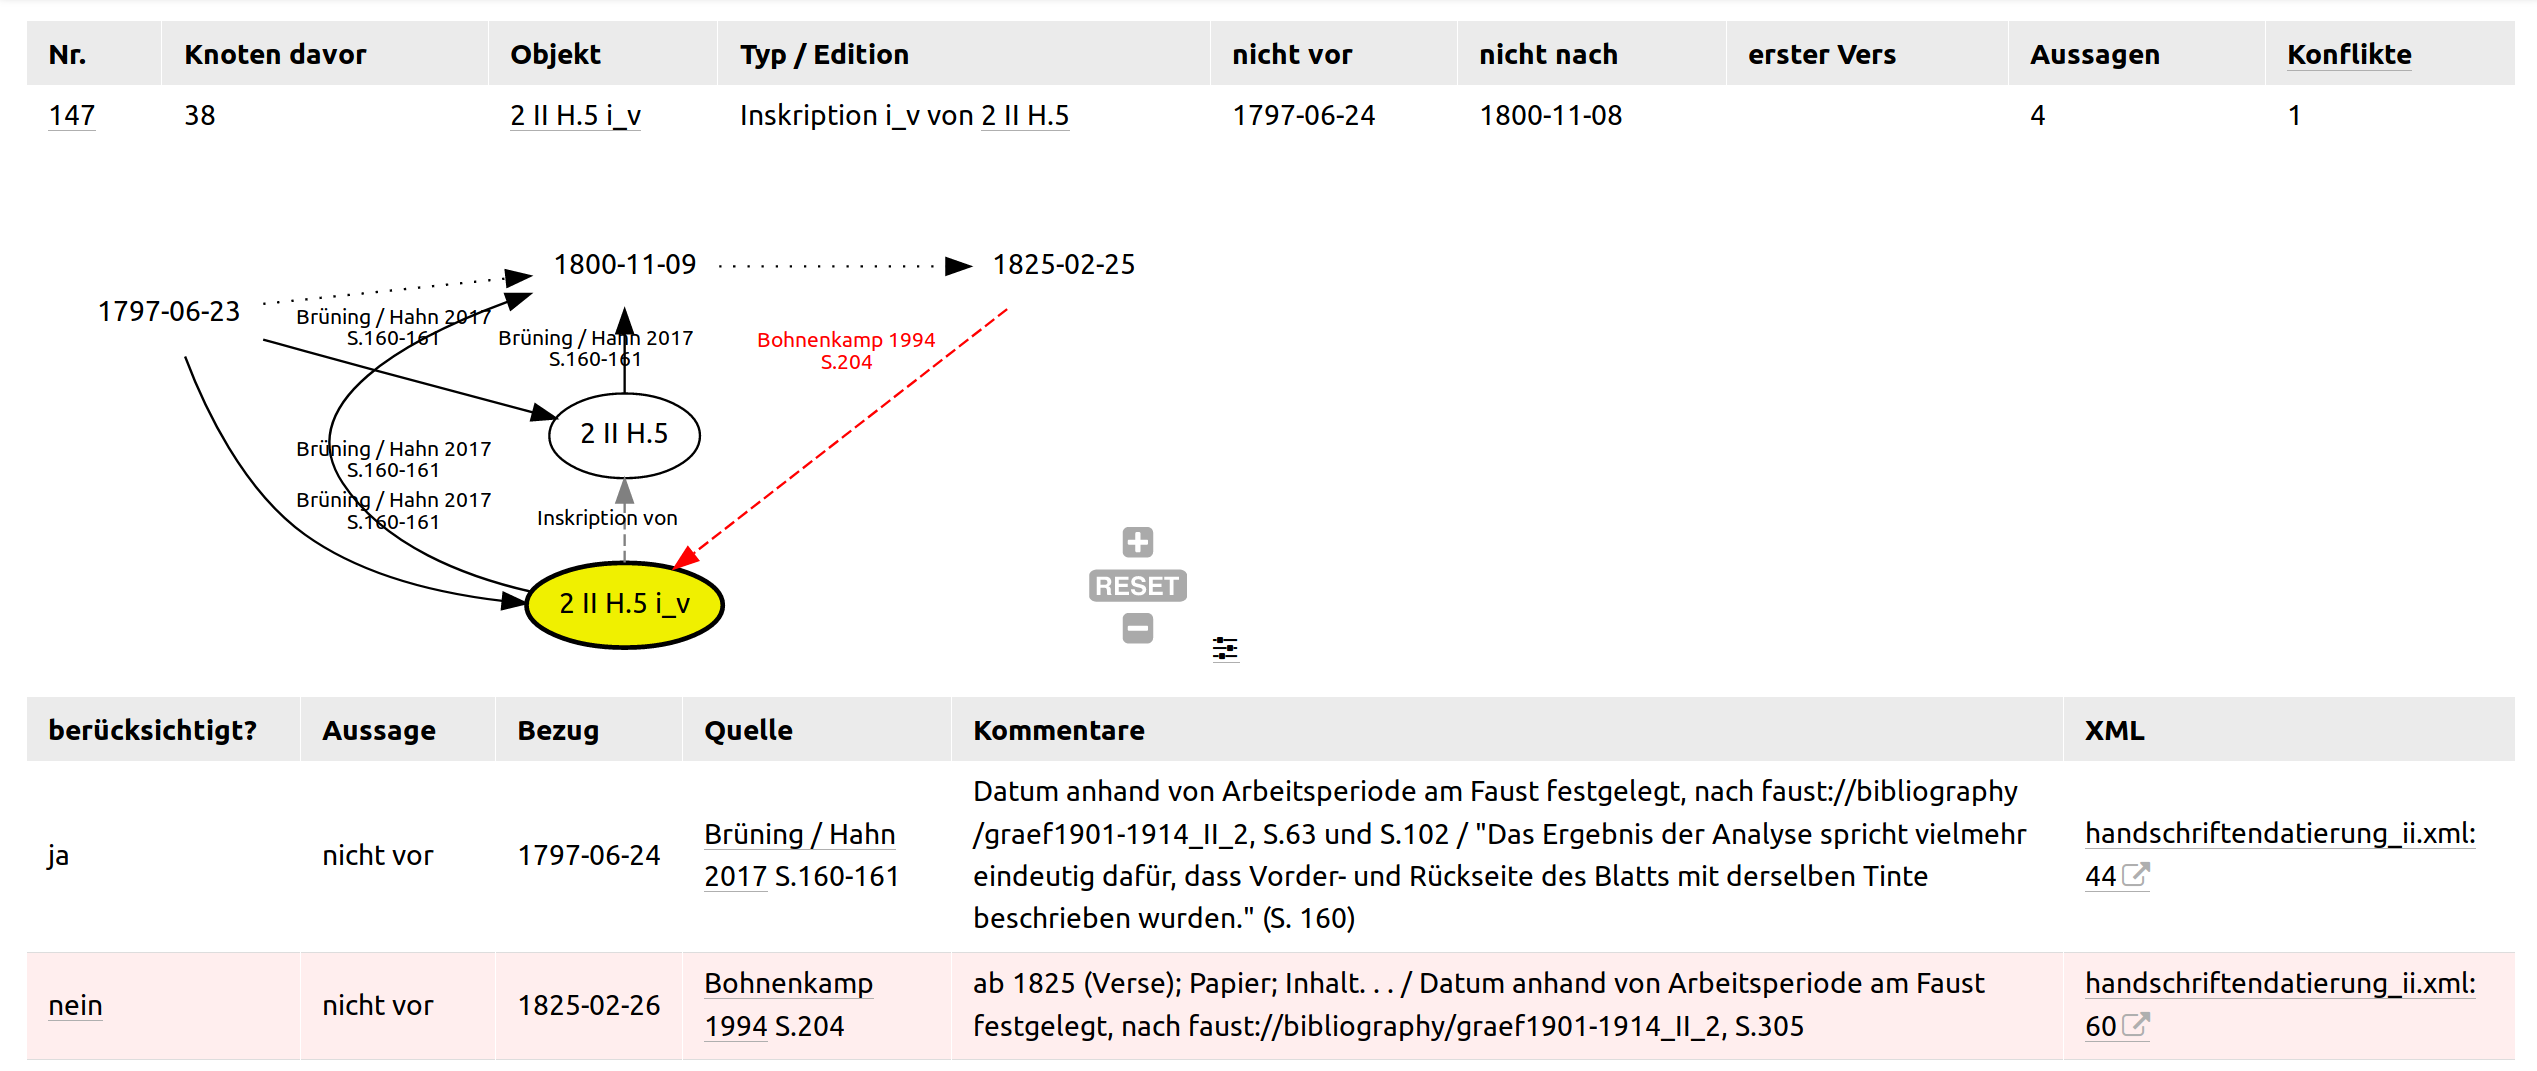 Nr. Knoten davor Objekt Typ / Edition nicht vor nicht nach erster Vers Aussagen Konflikte
147 38 2 II H.5 i_v Inskription i_v von 2 II H.5 1797-06-24 1800-11-08 4 1
1800-11-09 1825-02-25
1797-06-23
Brüning / Hahn 2017
S.160-161
Brüning / Hahn 2017
S.160-161
Bohnenkamp 1994
S.204
2 II H.5
Brüning / Hahn 2017
S.160-161
Brüning / Hahn 2017
S.160-161
Inskription von
RESET
2 II H.5 i_v
berücksichtigt? Aussage Bezug Quelle Kommentare XML
ja nicht vor 1797-06-24
Brüning / Hahn
2017 S.160-161
Datum anhand von Arbeitsperiode am Faust festgelegt, nach faust://bibliography
/graef1901-1914_II_2, S.63 und S.102 / "Das Ergebnis der Analyse spricht vielmehr
eindeutig dafür, dass Vorder- und Rückseite des Blatts mit derselben Tinte
beschrieben wurden." (S. 160)
handschriftendatierung_ii.xml:
44
nein nicht vor 1825-02-26
Bohnenkamp
1994 S.204
ab 1825 (Verse); Papier; Inhalt. . . / Datum anhand von Arbeitsperiode am Faust
festgelegt, nach faust://bibliography/graef1901-1914_II_2, S.305
handschriftendatierung_ii.xml:
60